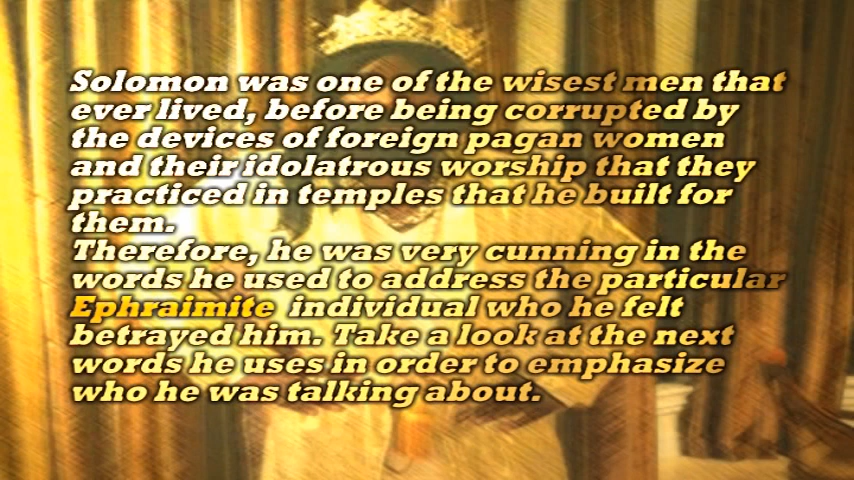 Solomon was one of the wisest men that
ever lived, before being corrupted by
the devices of foreign pagan women
and their idolatrous worship that they
practiced in temples that he built for
them.
Therefore, he was very cunning in the
words he used to address the particular
Ephraimite individual who he felt
betrayed him. Take a look at the next
words he uses in order to emphasize
who he was talking about.